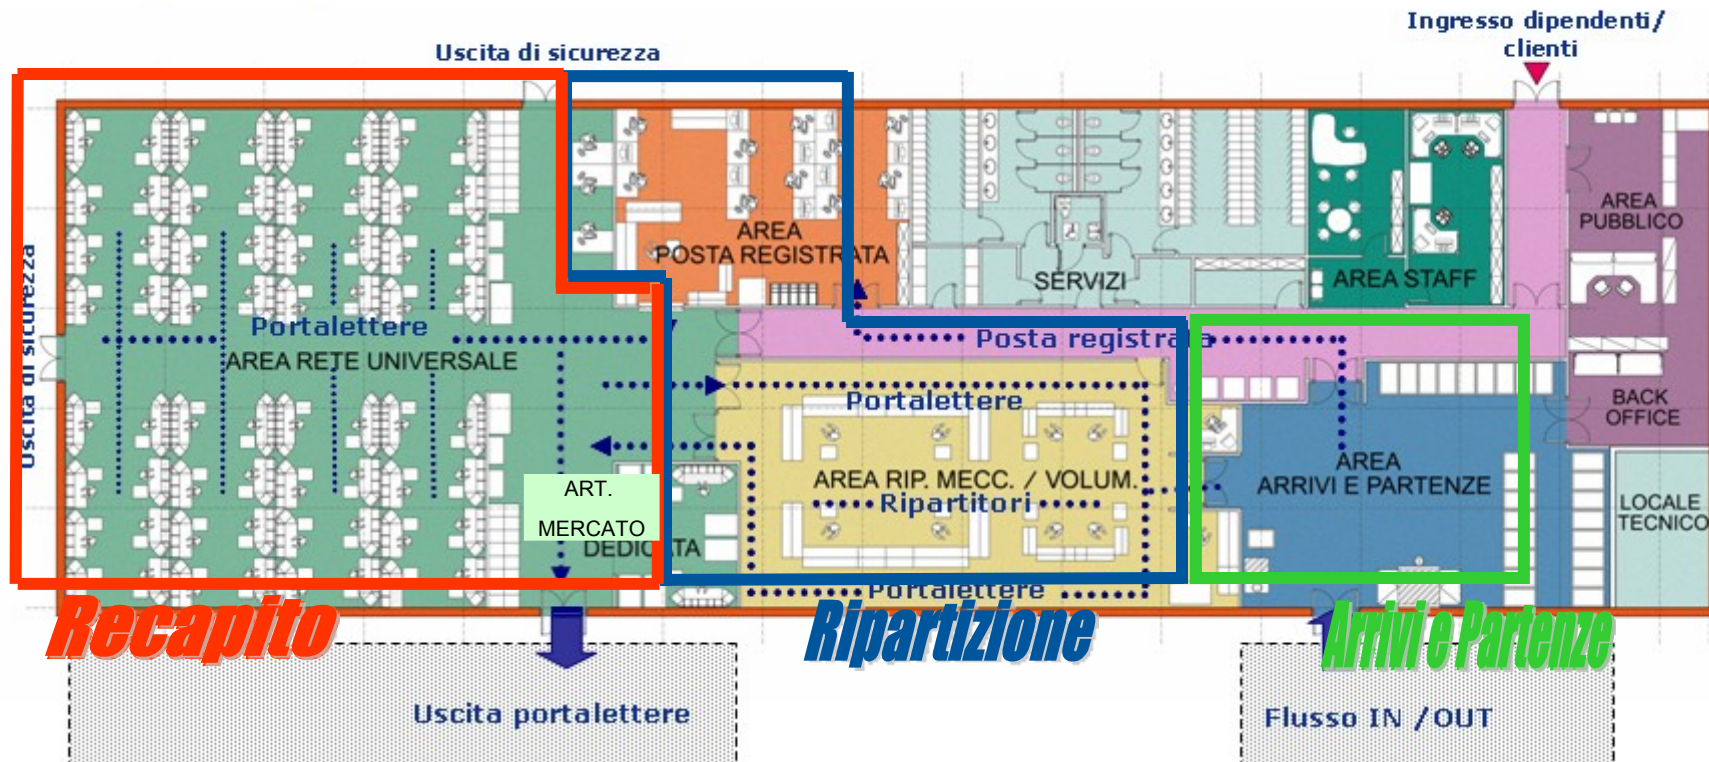 Ingresso dipendenti/
clienti
Uscita di sicurezza
Uscita di sicurezza
AREA
POSTA REGISTRATA
SERVIZI
AREA STAFF
AREA
PUBBLICO
Portalettere
AREA RETE UNIVERSALE
Posta registrata
Portalettere
BACK
OFFICE
AREA RIP. MECC. / VOLUM.
Ripartitori
AREA
ARRIVI E PARTENZE
ART.
MERCATO
DEDICATA
LOCALE
TECNICO
Portalettere
Recapito
Ripartizione
Arrivi e Partenze
Uscita portalettere
Flusso IN /OUT